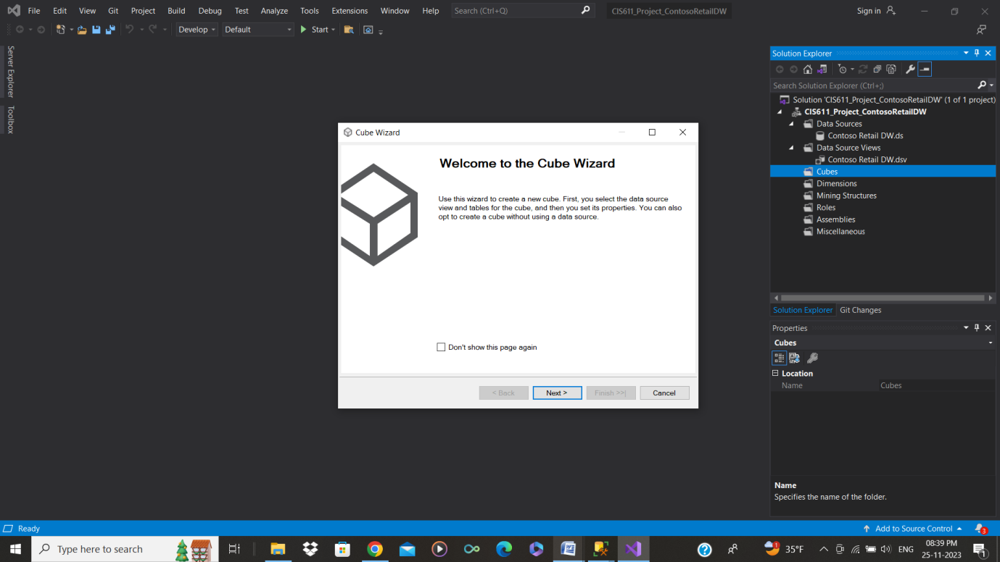 File Edit View Git Project Build Debug Test Analyze Tools Extensions Window Help Search (Ctrl+Q) CIS611_Project_ContosoRetailDW Sign in
Develop Default Start
Server Explorer
Toolbox
Solution Explorer
Search Solution Explorer (Ctrl+;)
Solution 'CIS611_Project_ContosoRetailDW' (1 of 1 project)
CIS611_Project_ContosoRetailDW
Data Sources
Contoso Retail DW.ds
Data Source Views
Contoso Retail DW.dsv
Cubes
Dimensions
Mining Structures
Roles
Assemblies
Miscellaneous
Solution Explorer Git Changes
Properties
Cubes
Location
Name Cubes
Name
Specifies the name of the folder.
Cube Wizard
Welcome to the Cube Wizard
Use this wizard to create a new cube. First, you select the data source
view and tables for the cube, and then you set its properties. You can also
opt to create a cube without using a data source.
Don't show this page again
< Back Next > Finish >>| Cancel
Ready Add to Source Control 3
Type here to search 1 35°F ENG 08:39 PM
25-11-2023 1